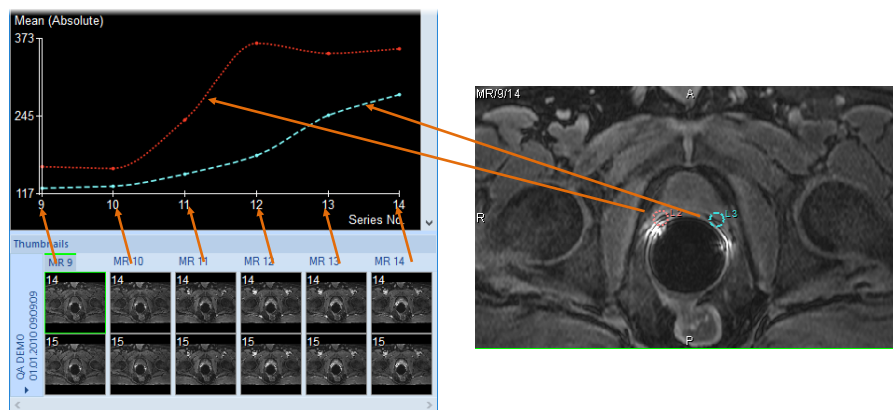 Mean (Absolute)
373
245
117
9 10 11 12 13 14
Series No.
Thumbnails
MR 9 MR 10 MR 11 MR 12 MR 13 MR 14
14 14 14 14 14 14
15 15 15 15 15 15
QA DEMO
01.01.2010 090909
MR/9/14
A
R
L2 L3
P